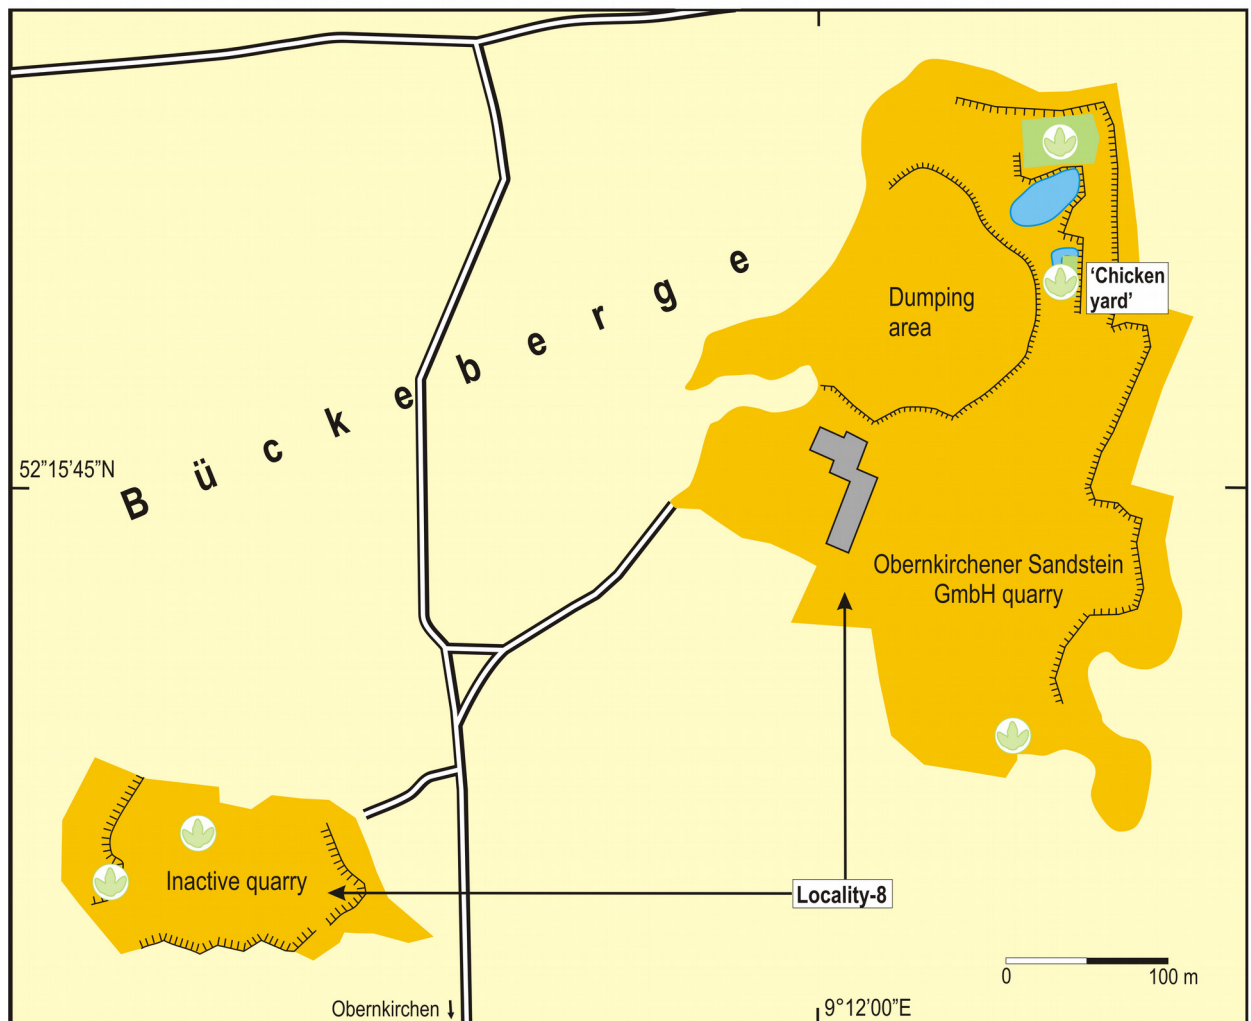 Bückeberge
'Chicken
yard'
Dumping
area
52”15’45”N
Obernkirchener Sandstein
GmbH quarry
Inactive quarry
Locality-8
0 100 m
Obernkirchen
9°12’00”E